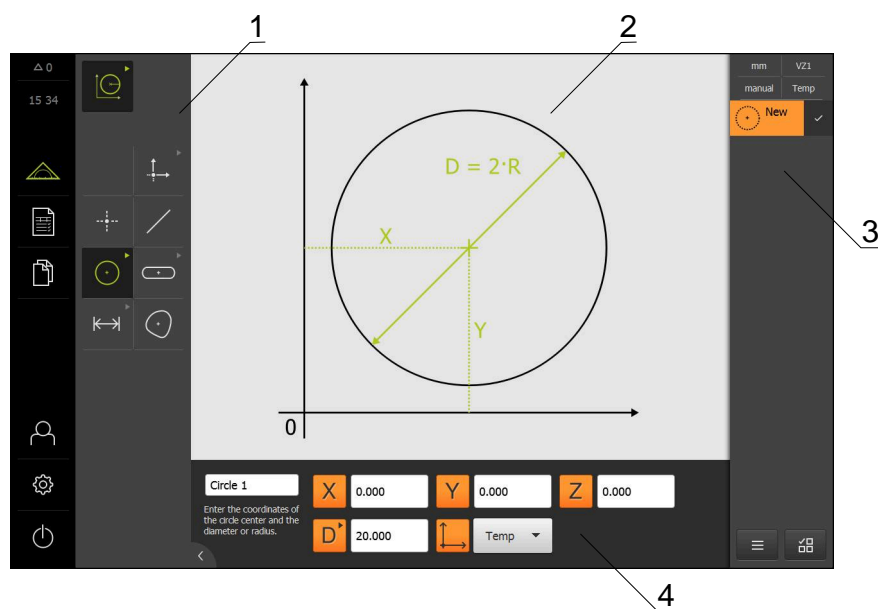 1
2
3
4
0
15 34
mm
VZ1
manual
Temp
New
D = 2·R
X
Y
0
Circle 1
Enter the coordinates of
the circle center and the
diameter or radius.
X
0.000
Y
0.000
Z
0.000
D
20.000
Temp